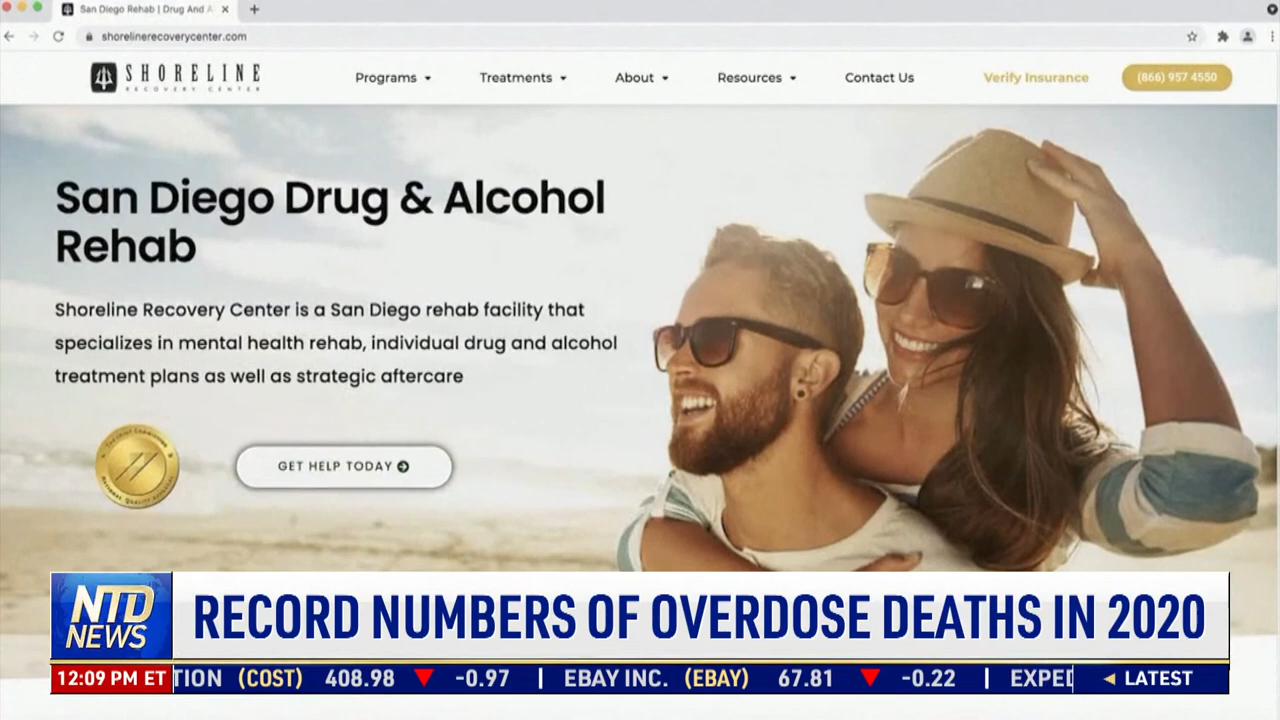 San Diego Rehab | Drug And A
shorelinerecoverycenter.com
SHORELINE
RECOVERY CENTER
Programs
Treatments
About
Resources
Contact Us
Verify Insurance
(866) 957 4550
San Diego Drug & Alcohol
Rehab
Shoreline Recovery Center is a San Diego rehab facility that
specializes in mental health rehab, individual drug and alcohol
treatment plans as well as strategic aftercare
GET HELP TODAY
NTD
NEWS
RECORD NUMBERS OF OVERDOSE DEATHS IN 2020
12:09 PM ET
TION (COST) 408.98 ▼ -0.97 | EBAY INC. (EBAY) 67.81 ▼ -0.22 | EXPED
◄ LATEST